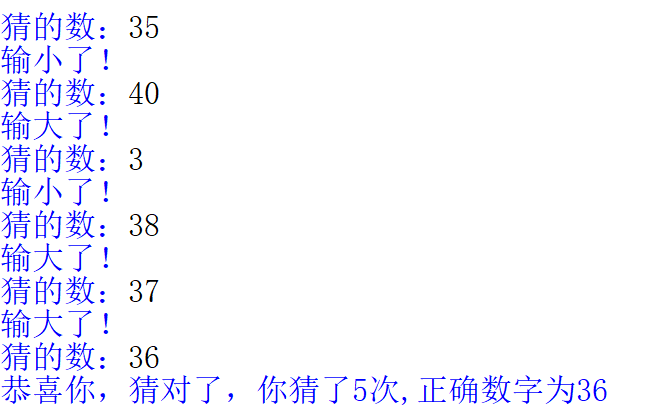 猜的数：35
输小了！
猜的数：40
输大了！
猜的数：3
输小了！
猜的数：38
输大了！
猜的数：37
输大了！
猜的数：36
恭喜你，猜对了，你猜了5次,正确数字为36